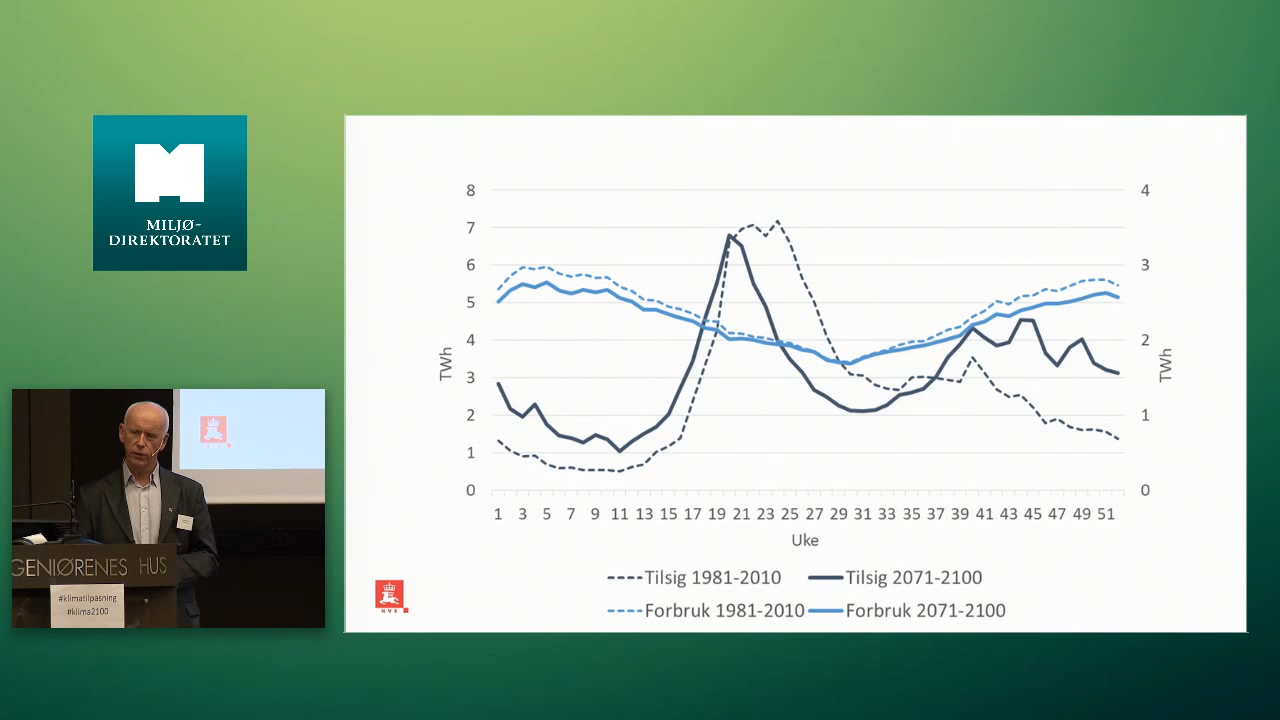 MILJØ-
DIREKTORATET
8
7
6
5
4
3
2
1
0
TWh
4
3
2
1
0
TWh
1 3 5 7 9 11 13 15 17 19 21 23 25 27 29 31 33 35 37 39 41 43 45 47 49 51
Uke
Tilsig 1981-2010 Tilsig 2071-2100
Forbruk 1981-2010 Forbruk 2071-2100
NVE
GENIØRENES HUS
#klimatilpasning
#klima2100